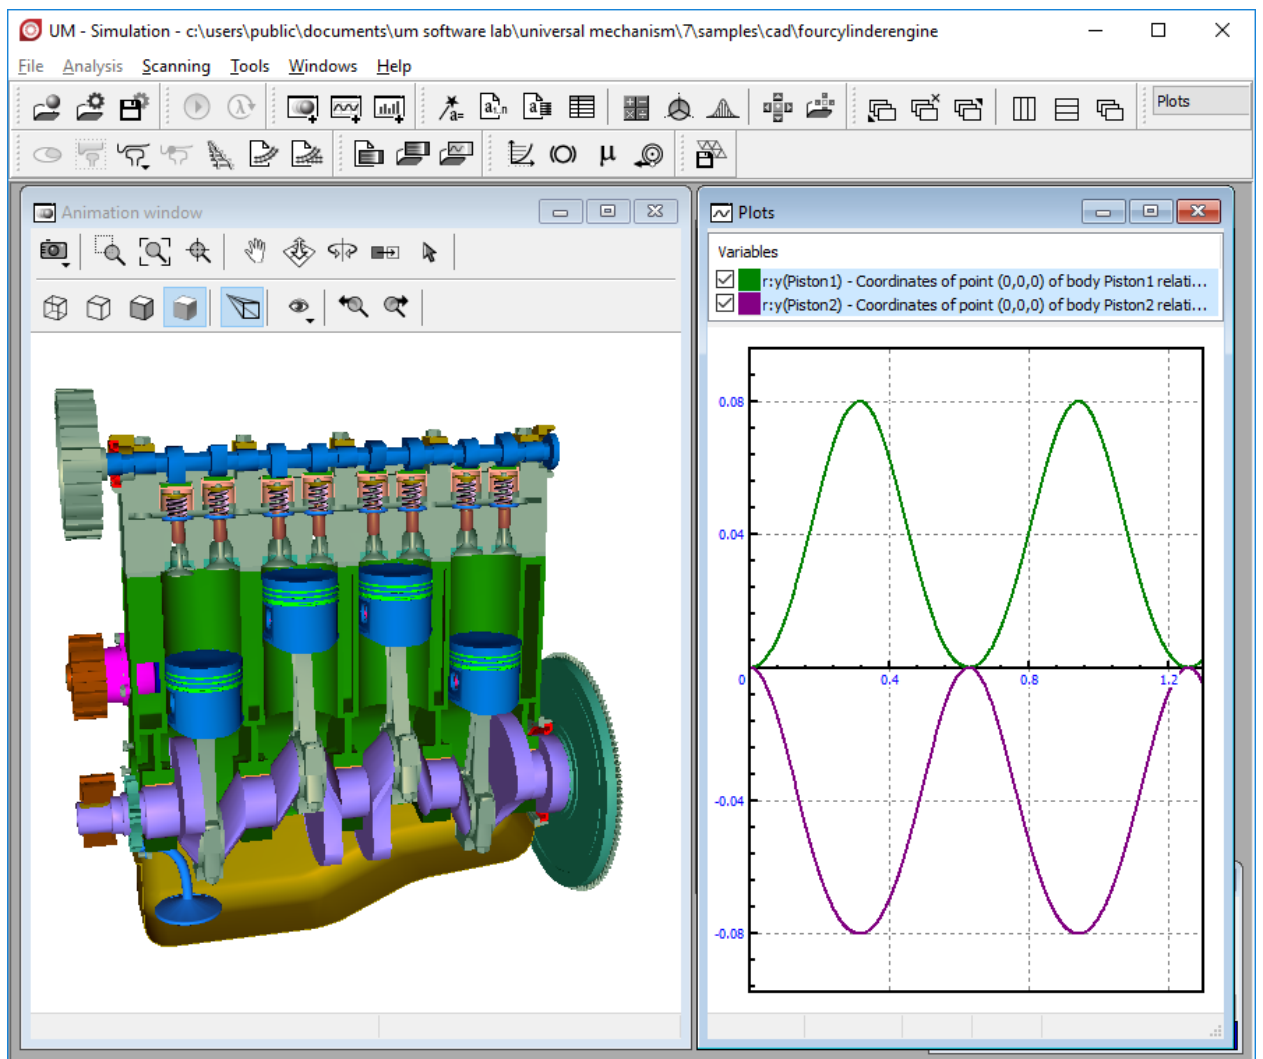 UM - Simulation - c:\users\public\documents\um software lab\universal mechanism\7\samples\cad\fourcylinderengine
File Analysis Scanning Tools Windows Help
Plots
Animation window
Plots
Variables
r:y(Piston1) - Coordinates of point (0,0,0) of body Piston1 relati...
r:y(Piston2) - Coordinates of point (0,0,0) of body Piston2 relati...
0.08
0.04
0
0.4
0.8
1.2
-0.04
-0.08